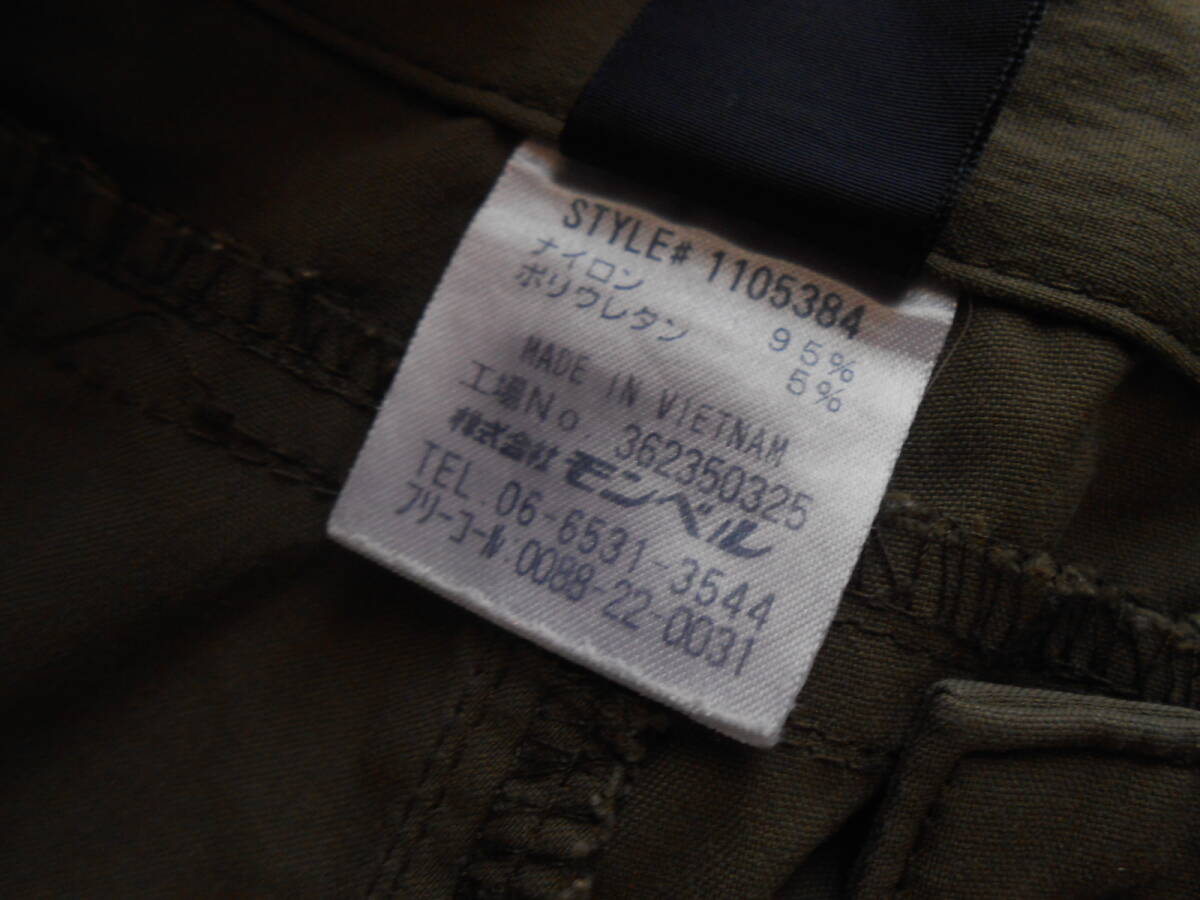 STYLE# 1105384
ナイロン 95%
ポリウレタン 5%
MADE IN VIETNAM
工場No. 362350325
株式会社 モンベル
TEL.06-6531-3544
フリーコール.0088-22-0031